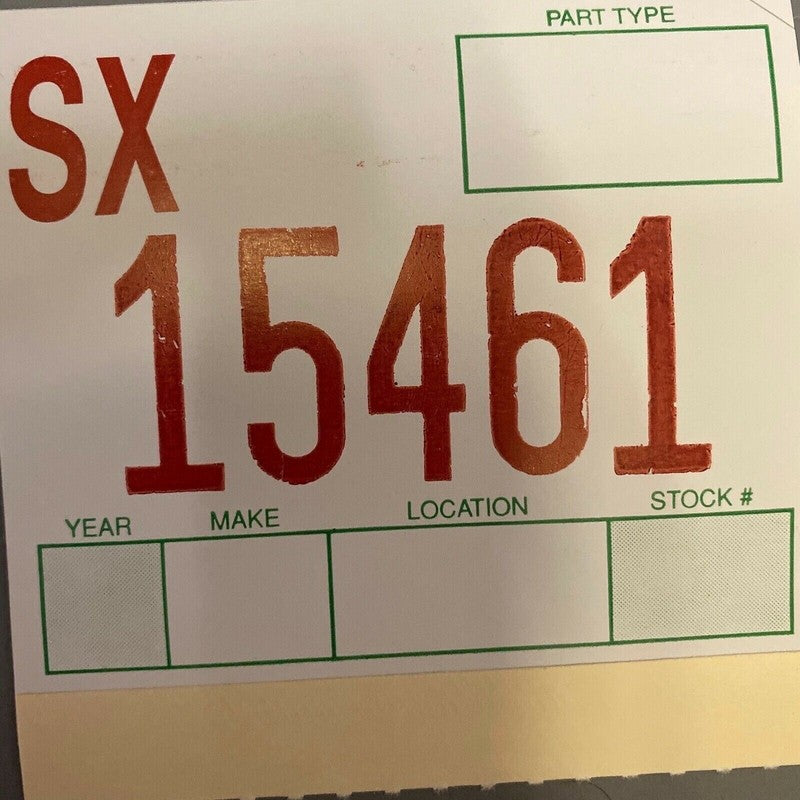 PART TYPE
SX
15461
YEAR MAKE LOCATION STOCK #